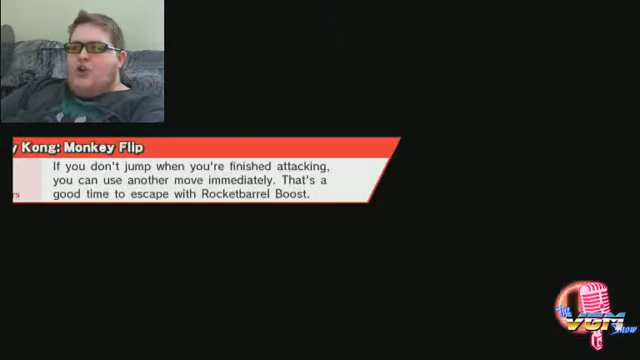 y Kong: Monkey Flip
If you don't jump when you're finished attacking,
you can use another move immediately. That's a
rs
good time to escape with Rocketbarrel Boost.
The
VGM
Show